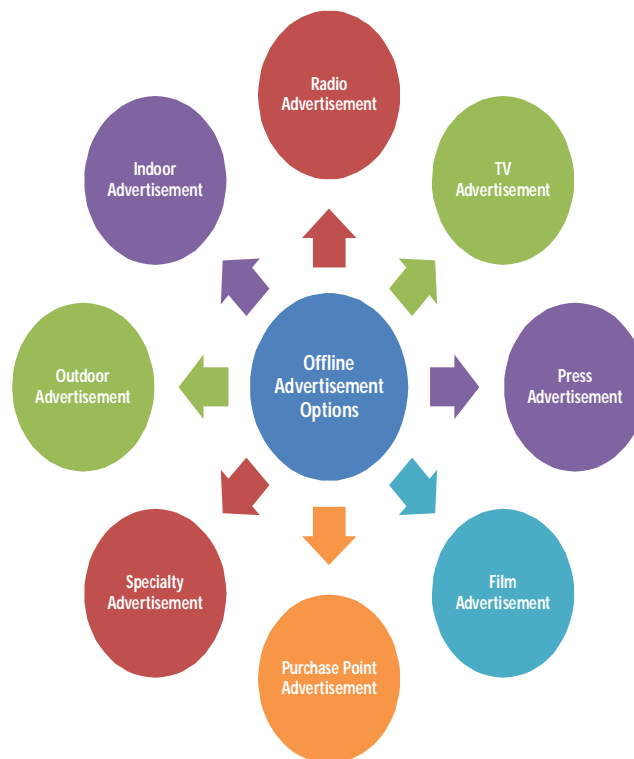 Radio
Advertisement
Indoor
Advertisement
TV
Advertisement
Offline
Advertisement
Options
Outdoor
Advertisement
Press
Advertisement
Specialty
Advertisement
Film
Advertisement
Purchase Point
Advertisement